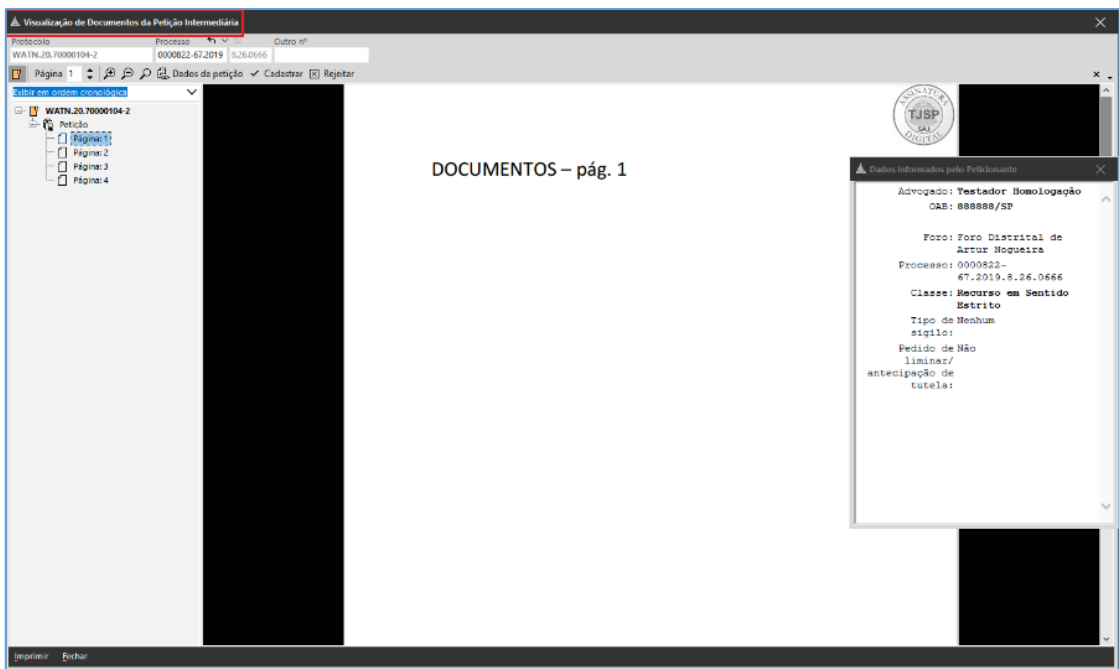 Visualização de Documentos da Petição Intermediária
Protocolo Processo Outro nº
WATN.20.70000104-2 0000822-67.2019 8.26.0666
Página 1 Dados da petição Cadastrar Rejeitar
Exibir em ordem cronológica
WATN.20.70000104-2
Petição
Página: 1
Página: 2
Página: 3
Página: 4
ASSINATURA
TJSP
SAJ
DIGITAL
DOCUMENTOS – pág. 1
Dados Informados pelo Peticionante
Advogado: Testador Homologação
OAB: 888888/SP
Foro: Foro Distrital de
Artur Nogueira
Processo: 0000822-
67.2019.8.26.0666
Classe: Recurso em Sentido
Estrito
Tipo de Nenhum
sigilo:
Pedido de Não
liminar/
antecipação de
tutela:
Imprimir Fechar